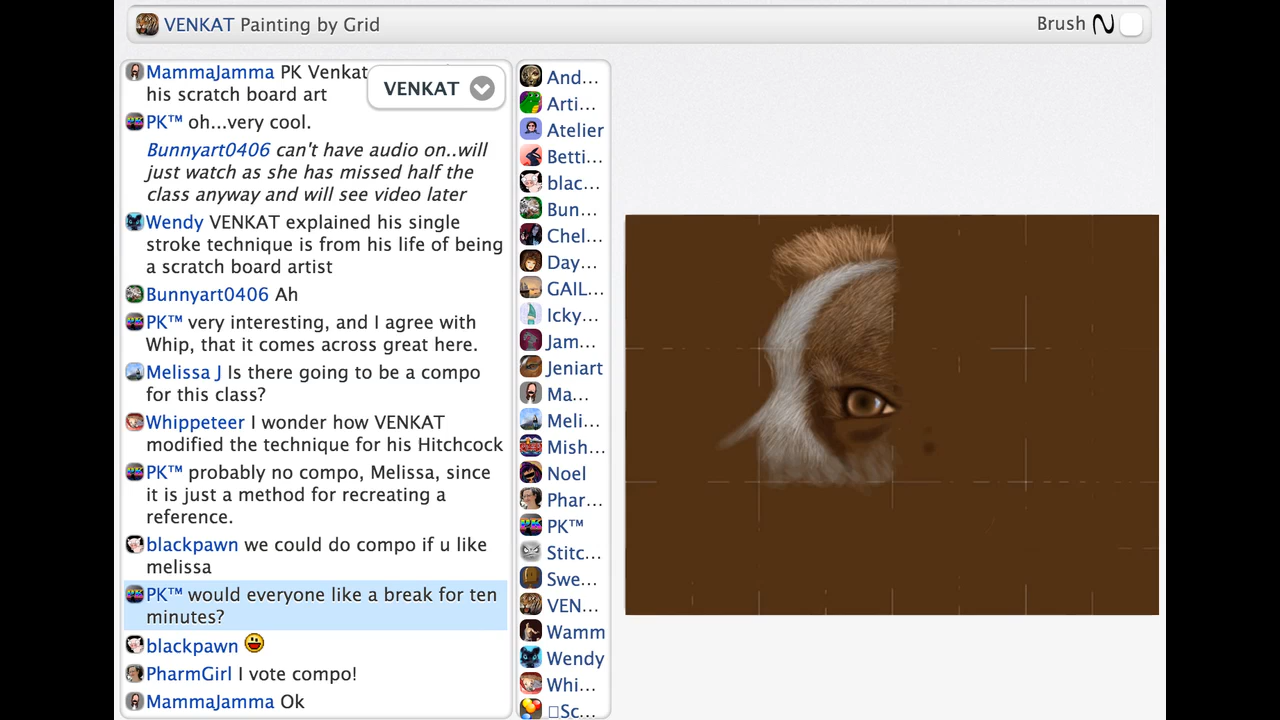 VENKAT Painting by Grid
Brush
MammaJamma PK Venkat
his scratch board art
VENKAT
PK™ oh...very cool.
Bunnyart0406 can't have audio on..will
just watch as she has missed half the
class anyway and will see video later
Wendy VENKAT explained his single
stroke technique is from his life of being
a scratch board artist
Bunnyart0406 Ah
PK™ very interesting, and I agree with
Whip, that it comes across great here.
Melissa J Is there going to be a compo
for this class?
Whippeteer I wonder how VENKAT
modified the technique for his Hitchcock
PK™ probably no compo, Melissa, since
it is just a method for recreating a
reference.
blackpawn we could do compo if u like
melissa
PK™ would everyone like a break for ten
minutes?
blackpawn
PharmGirl I vote compo!
MammaJamma Ok
And...
Arti...
Atelier
Betti...
blac...
Bun...
Chel...
Day...
GAIL...
Icky...
Jam...
Jeniart
Ma...
Meli...
Mish...
Noel
Phar...
PK™
Stitc...
Swe...
VEN...
Wamm
Wendy
Whi...
Sc...